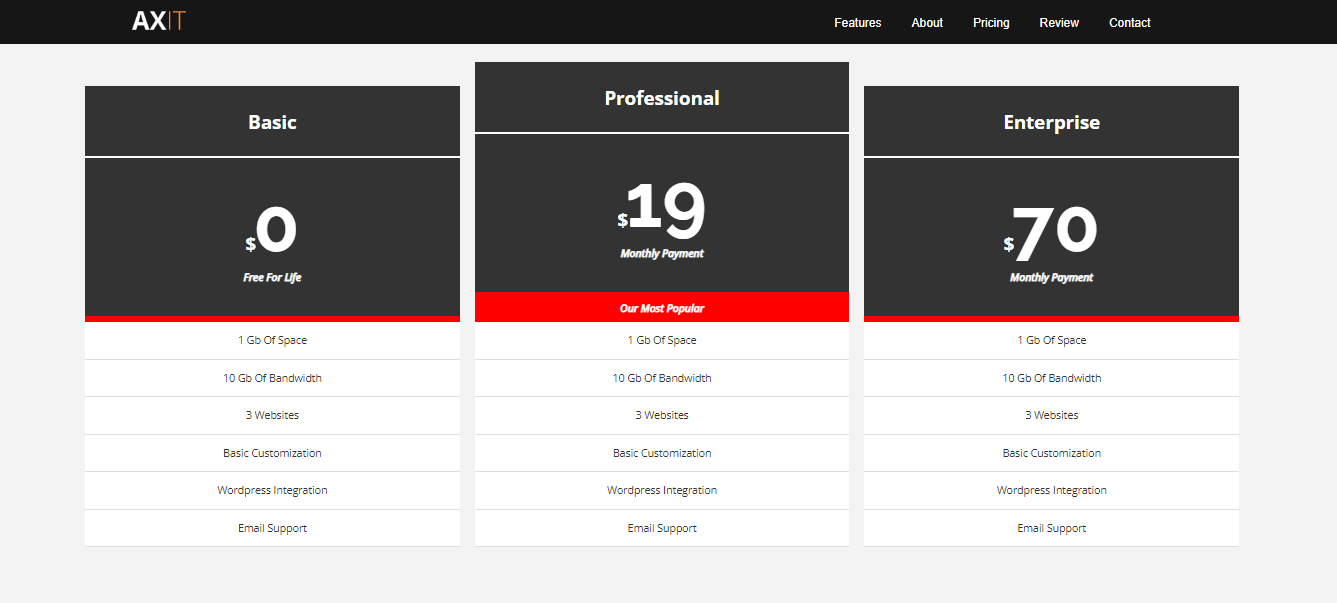 AXIT
Features About Pricing Review Contact
Basic
$0
Free For Life
1 Gb Of Space
10 Gb Of Bandwidth
3 Websites
Basic Customization
Wordpress Integration
Email Support
Professional
$19
Monthly Payment
Our Most Popular
1 Gb Of Space
10 Gb Of Bandwidth
3 Websites
Basic Customization
Wordpress Integration
Email Support
Enterprise
$70
Monthly Payment
1 Gb Of Space
10 Gb Of Bandwidth
3 Websites
Basic Customization
Wordpress Integration
Email Support